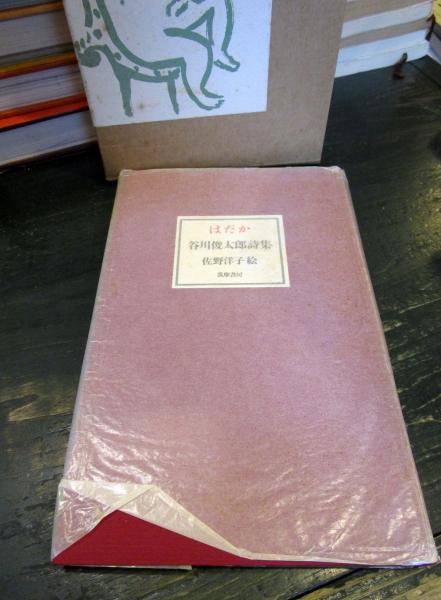 はだか
谷川俊太郎詩集
佐野洋子絵
筑摩書房